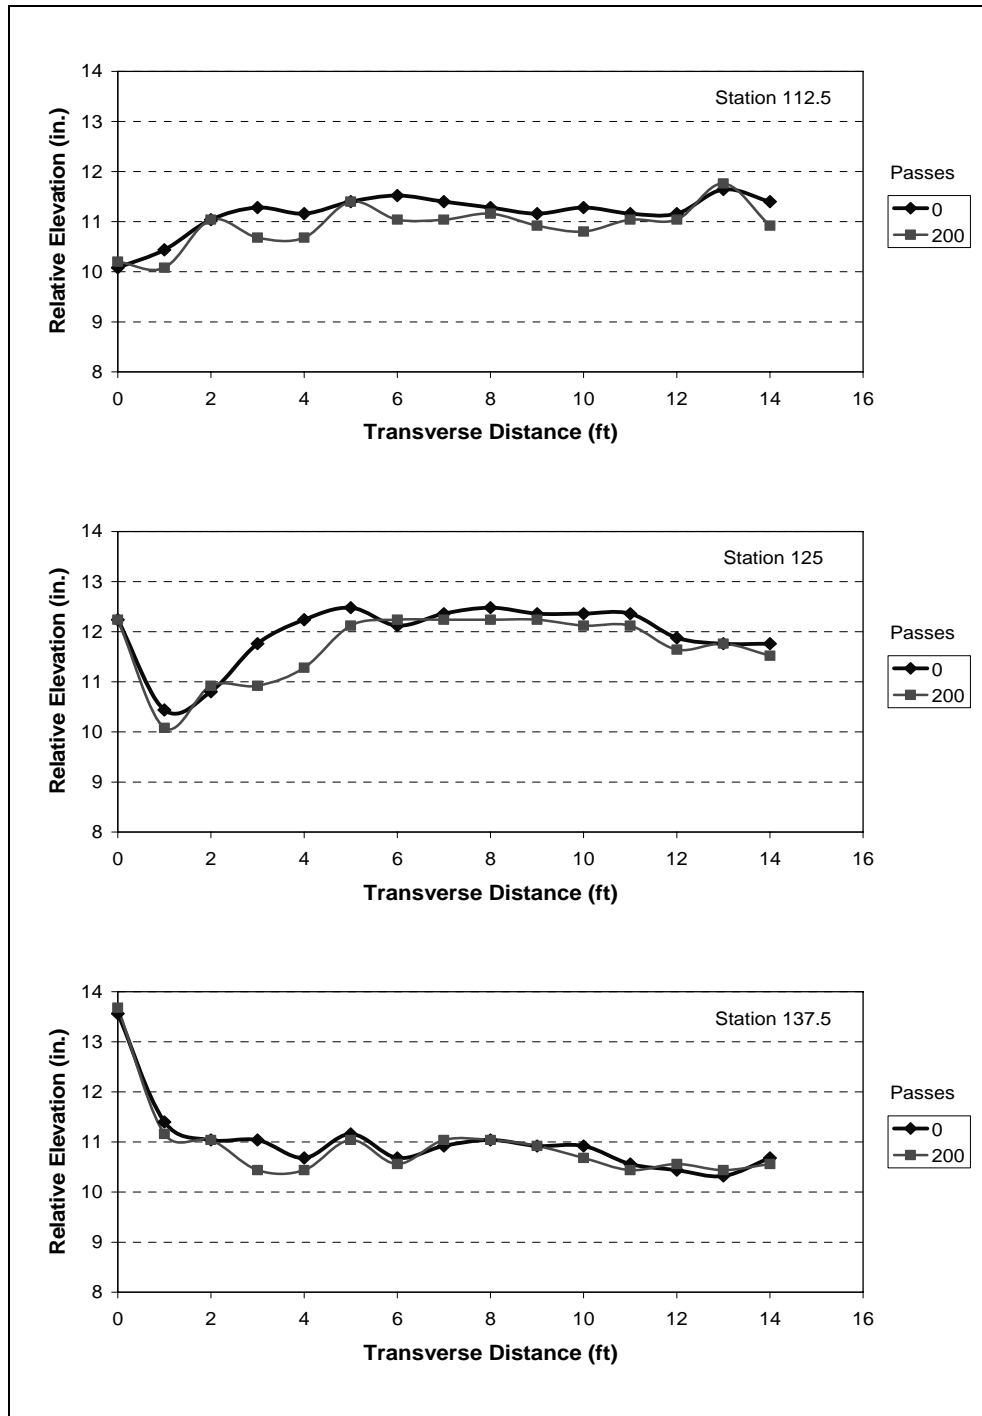 14
Station 112.5
13
12
11
10
9
8
Relative Elevation (in.)
0 2 4 6 8 10 12 14 16
Transverse Distance (ft)
Passes
0
200
14
Station 125
13
12
11
10
9
8
Relative Elevation (in.)
0 2 4 6 8 10 12 14 16
Transverse Distance (ft)
Passes
0
200
14
Station 137.5
13
12
11
10
9
8
Relative Elevation (in.)
0 2 4 6 8 10 12 14 16
Transverse Distance (ft)
Passes
0
200